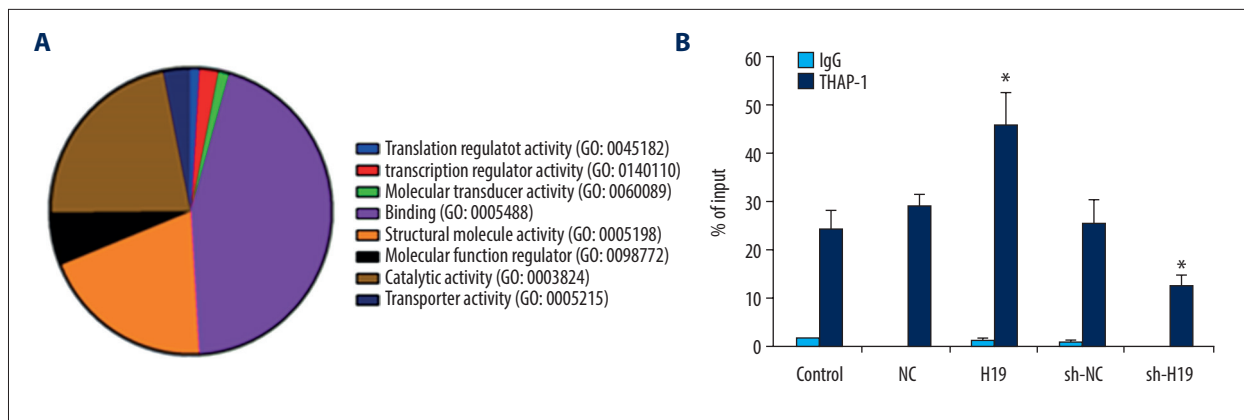 A
Translation regulatot activity (GO: 0045182)
transcription regulator activity (GO: 0140110)
Molecular transducer activity (GO: 0060089)
Binding (GO: 0005488)
Structural molecule activity (GO: 0005198)
Molecular function regulator (GO: 0098772)
Catalytic activity (GO: 0003824)
Transporter activity (GO: 0005215)
B
% of input
60
50
40
30
20
10
0
IgG
THAP-1
*
*
Control NC H19 sh-NC sh-H19